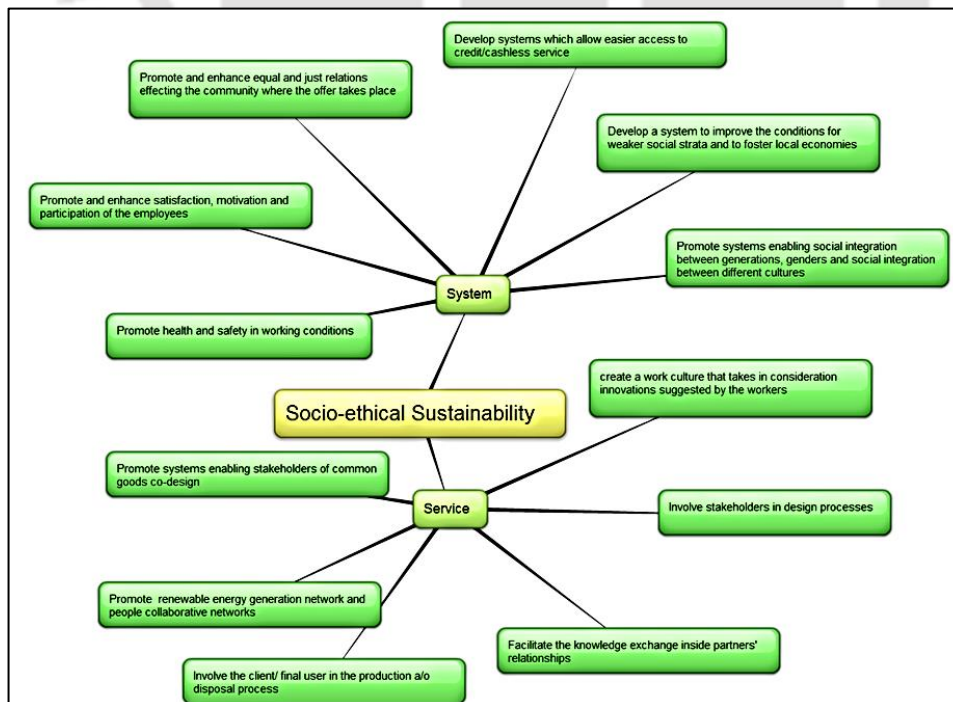 Develop systems which allow easier access to
credit/cashless service
Promote and enhance equal and just relations
effecting the community where the offer takes place
Develop a system to improve the conditions for
weaker social strata and to foster local economies
Promote and enhance satisfaction, motivation and
participation of the employees
Promote systems enabling social integration
between generations, genders and social integration
between different cultures
System
Promote health and safety in working conditions
create a work culture that takes in consideration
innovations suggested by the workers
Socio-ethical Sustainability
Promote systems enabling stakeholders of common
goods co-design
Service
Involve stakeholders in design processes
Promote renewable energy generation network and
people collaborative networks
Facilitate the knowledge exchange inside partners'
relationships
Involve the client/ final user in the production a/o
disposal process